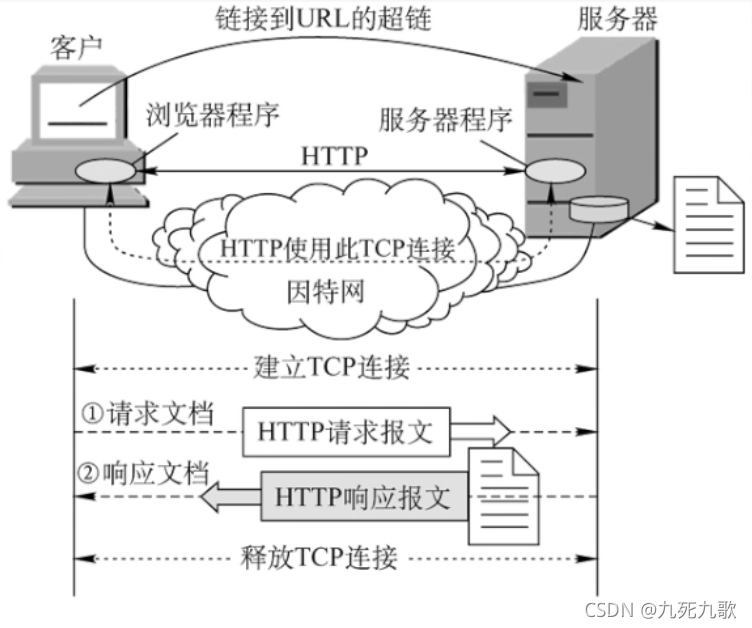 链接到URL的超链
服务器
客户
浏览器程序
服务器程序
HTTP
HTTP使用此TCP连接
因特网
建立TCP连接
①请求文档
HTTP请求报文
②响应文档
HTTP响应报文
释放TCP连接
CSDN @九死九歌